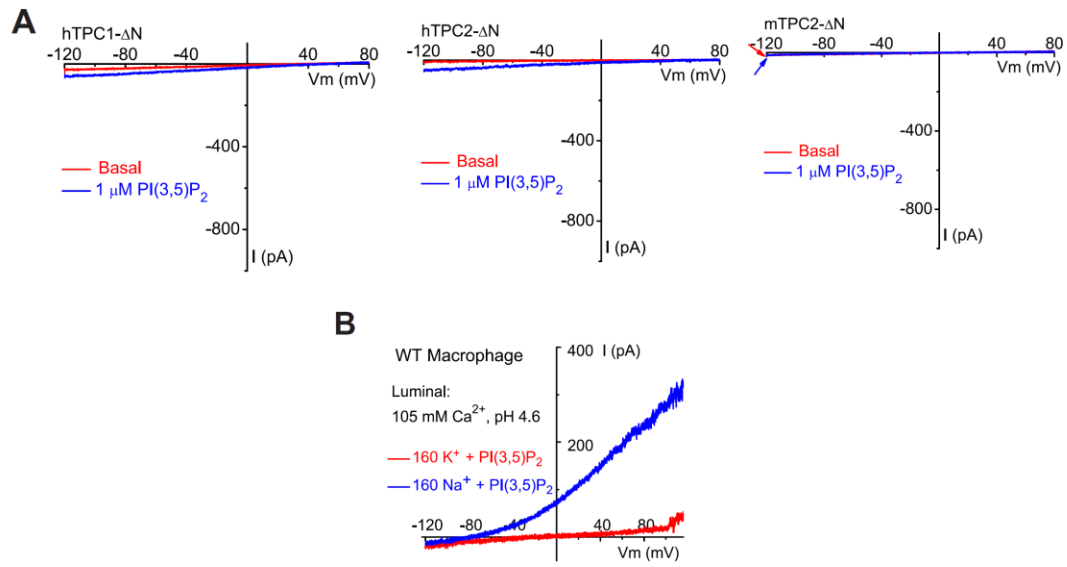 A
hTPC1-ΔN
-120 -80 -40 40 80
Vm (mV)
-400
-800
I (pA)
Basal
1 μM PI(3,5)P₂
hTPC2-ΔN
-120 -80 -40 40 80
Vm (mV)
-400
-800
I (pA)
Basal
1 μM PI(3,5)P₂
mTPC2-ΔN
-120 -80 -40 40 80
Vm (mV)
-400
-800
I (pA)
Basal
1 μM PI(3,5)P₂
B
WT Macrophage
400 I (pA)
Luminal:
105 mM Ca²⁺, pH 4.6
200
160 K⁺ + PI(3,5)P₂
160 Na⁺ + PI(3,5)P₂
-120 -80 -40 40 80
Vm (mV)